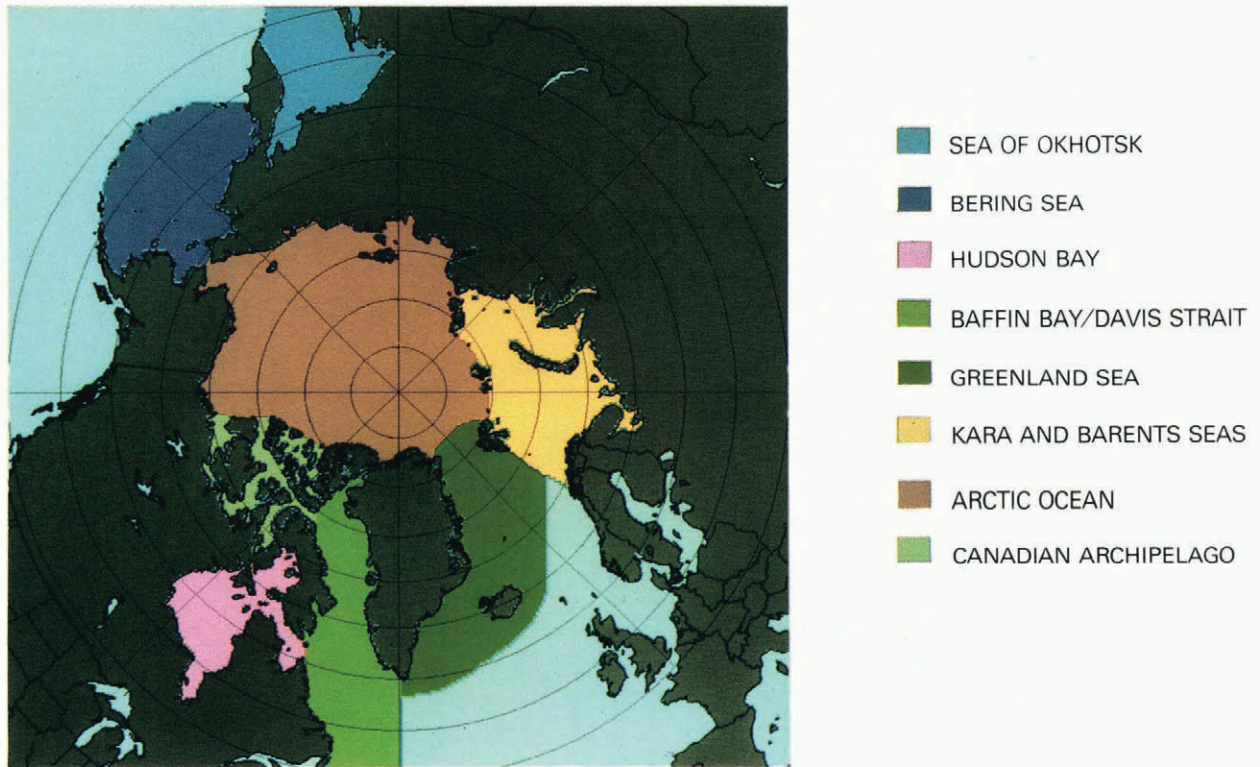 SEA OF OKHOTSK
BERING SEA
HUDSON BAY
BAFFIN BAY/DAVIS STRAIT
GREENLAND SEA
KARA AND BARENTS SEAS
ARCTIC OCEAN
CANADIAN ARCHIPELAGO